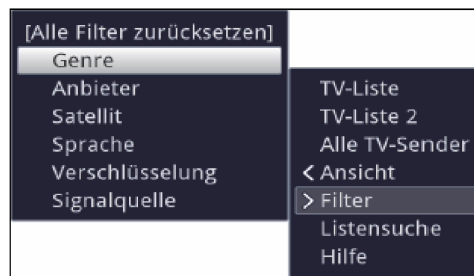 [Alle Filter zurücksetzen]
Genre
Anbieter
Satellit
Sprache
Verschlüsselung
Signalquelle
TV-Liste
TV-Liste 2
Alle TV-Sender
< Ansicht
> Filter
Listensuche
Hilfe